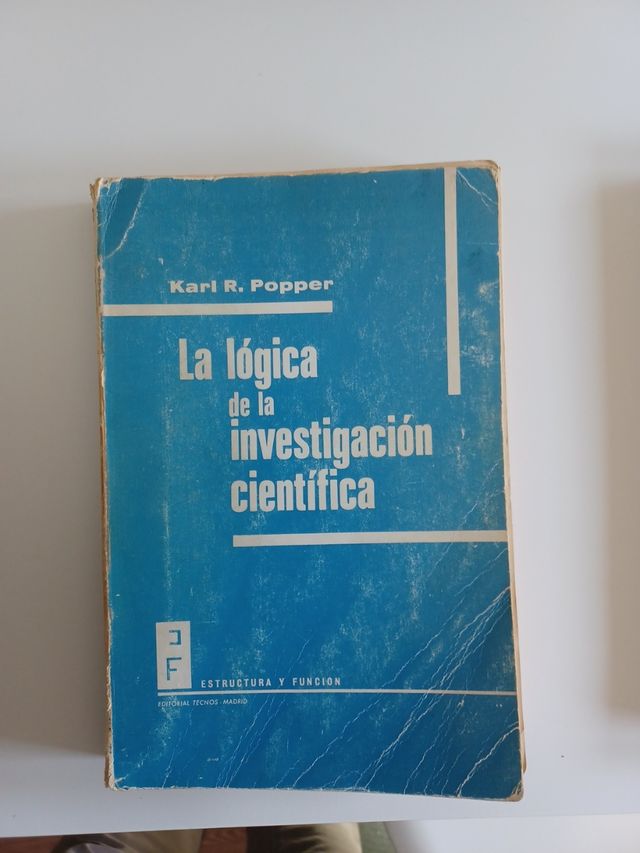 Karl R. Popper
La lógica
de la
investigación
científica
E
F
ESTRUCTURA Y FUNCION
EDITORIAL TECNOS - MADRID